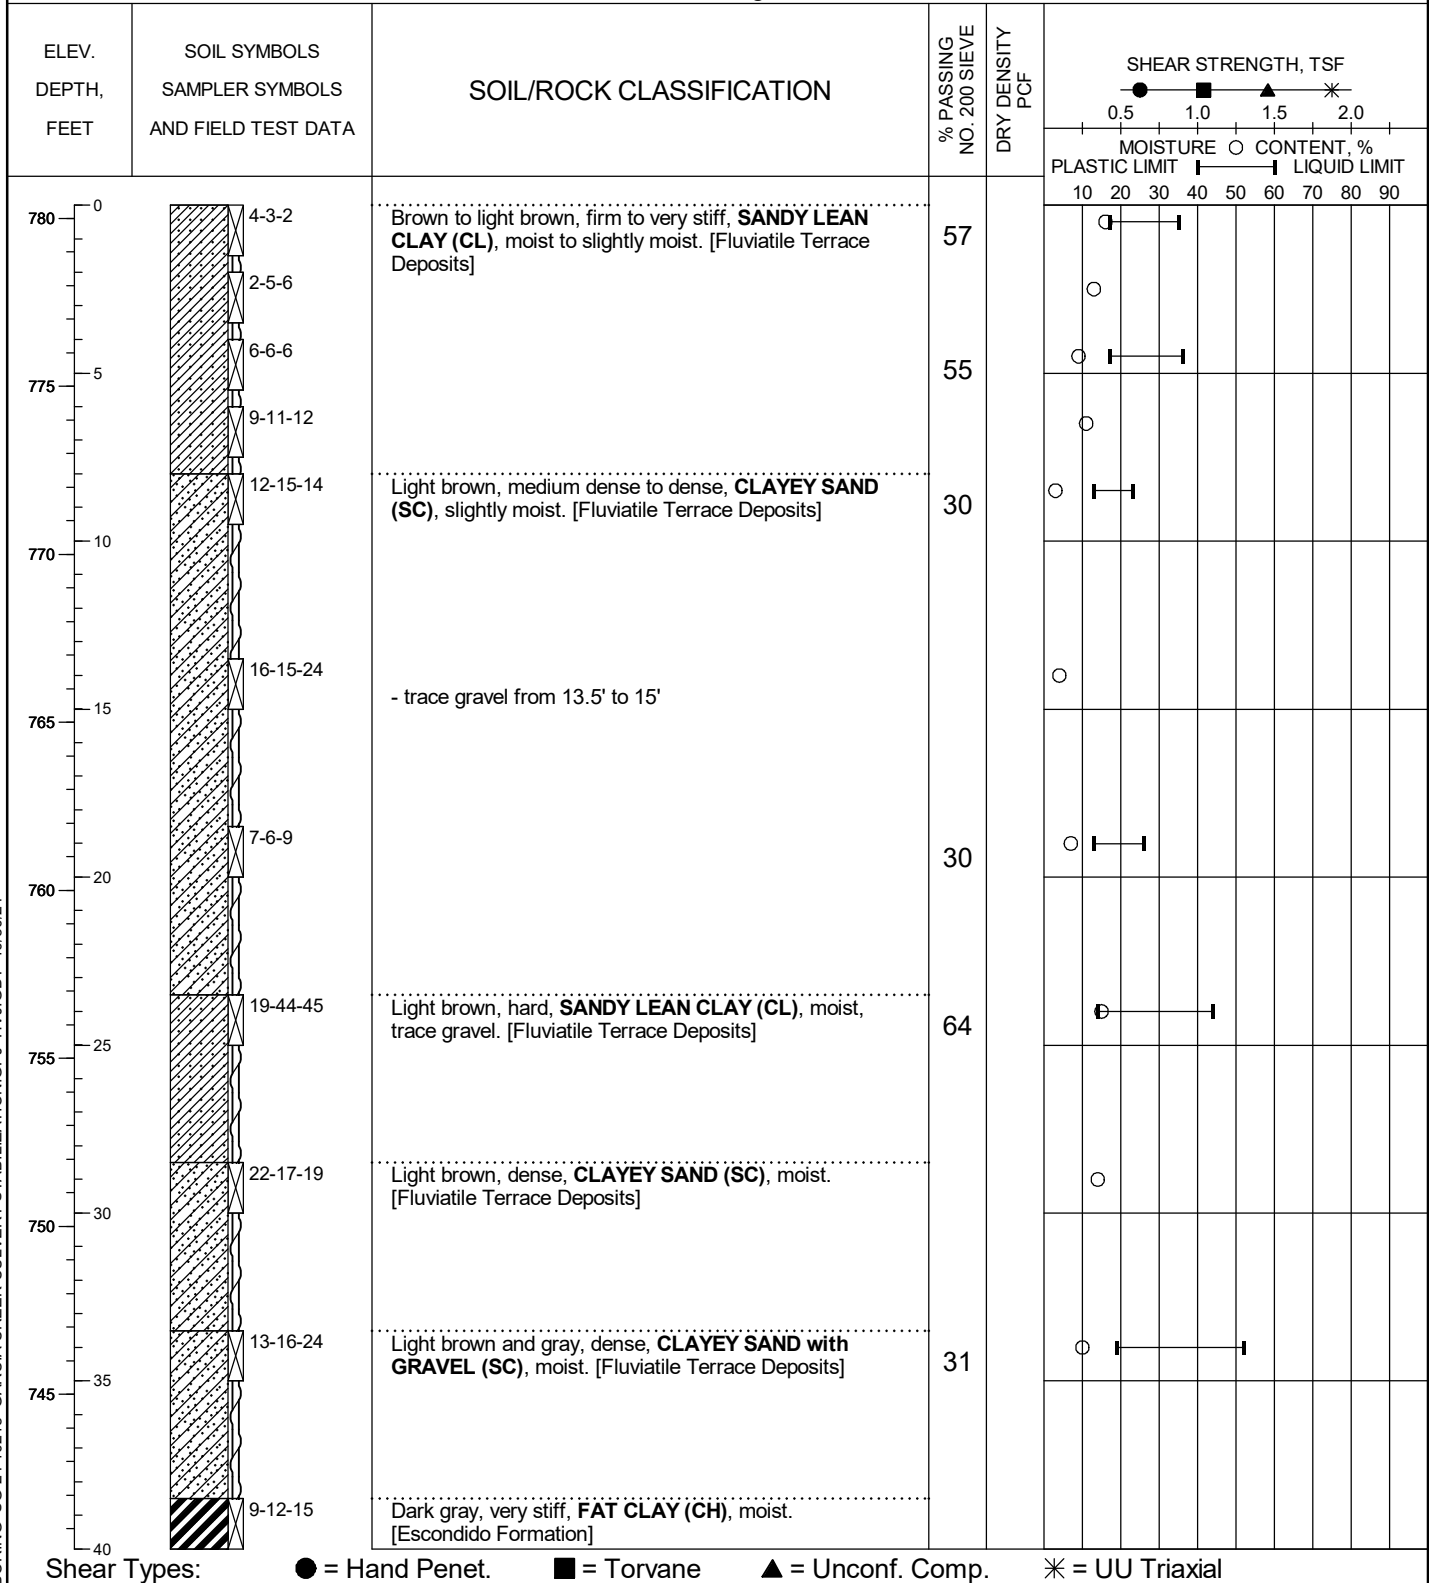 ELEV.
DEPTH,
FEET
SOIL SYMBOLS
SAMPLER SYMBOLS
AND FIELD TEST DATA
SOIL/ROCK CLASSIFICATION
% PASSING
NO. 200 SIEVE
DRY DENSITY
PCF
SHEAR STRENGTH, TSF
0.5 1.0 1.5 2.0
MOISTURE CONTENT, %
PLASTIC LIMIT LIQUID LIMIT
10 20 30 40 50 60 70 80 90
0
780
4-3-2
Brown to light brown, firm to very stiff, SANDY LEAN
CLAY (CL), moist to slightly moist. [Fluviatile Terrace
Deposits]
57
2-5-6
6-6-6
55
5
775
9-11-12
12-15-14
Light brown, medium dense to dense, CLAYEY SAND
(SC), slightly moist. [Fluviatile Terrace Deposits]
30
10
770
16-15-24
- trace gravel from 13.5' to 15'
15
765
7-6-9
30
20
760
19-44-45
Light brown, hard, SANDY LEAN CLAY (CL), moist,
trace gravel. [Fluviatile Terrace Deposits]
64
25
755
22-17-19
Light brown, dense, CLAYEY SAND (SC), moist.
[Fluviatile Terrace Deposits]
30
750
13-16-24
Light brown and gray, dense, CLAYEY SAND with
GRAVEL (SC), moist. [Fluviatile Terrace Deposits]
31
35
745
9-12-15
Dark gray, very stiff, FAT CLAY (CH), moist.
[Escondido Formation]
40
Shear Types: = Hand Penet. = Torvane = Unconf. Comp. = UU Triaxial